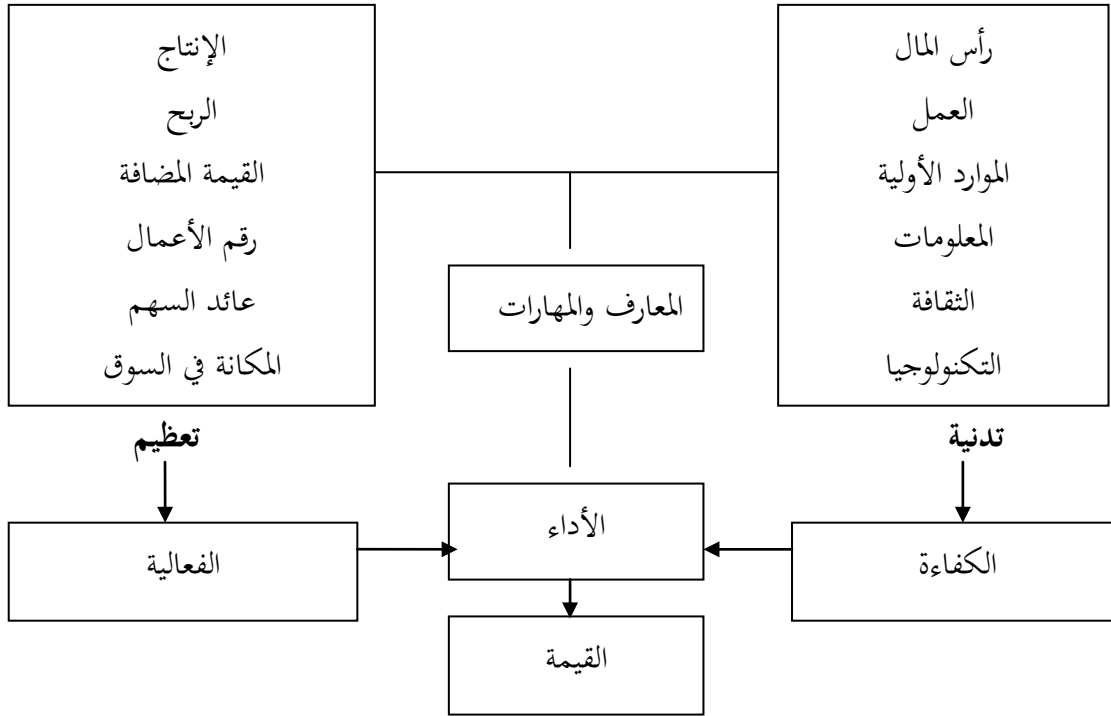 رأس المال
العمل
الموارد الأولية
المعلومات
الثقافة
التكنولوجيا
الإنتاج
الربح
القيمة المضافة
رقم الأعمال
عائد السهم
المكانة في السوق
المعارف والمهارات
تدنية
تعظيم
الكفاءة
الأداء
الفعالية
القيمة